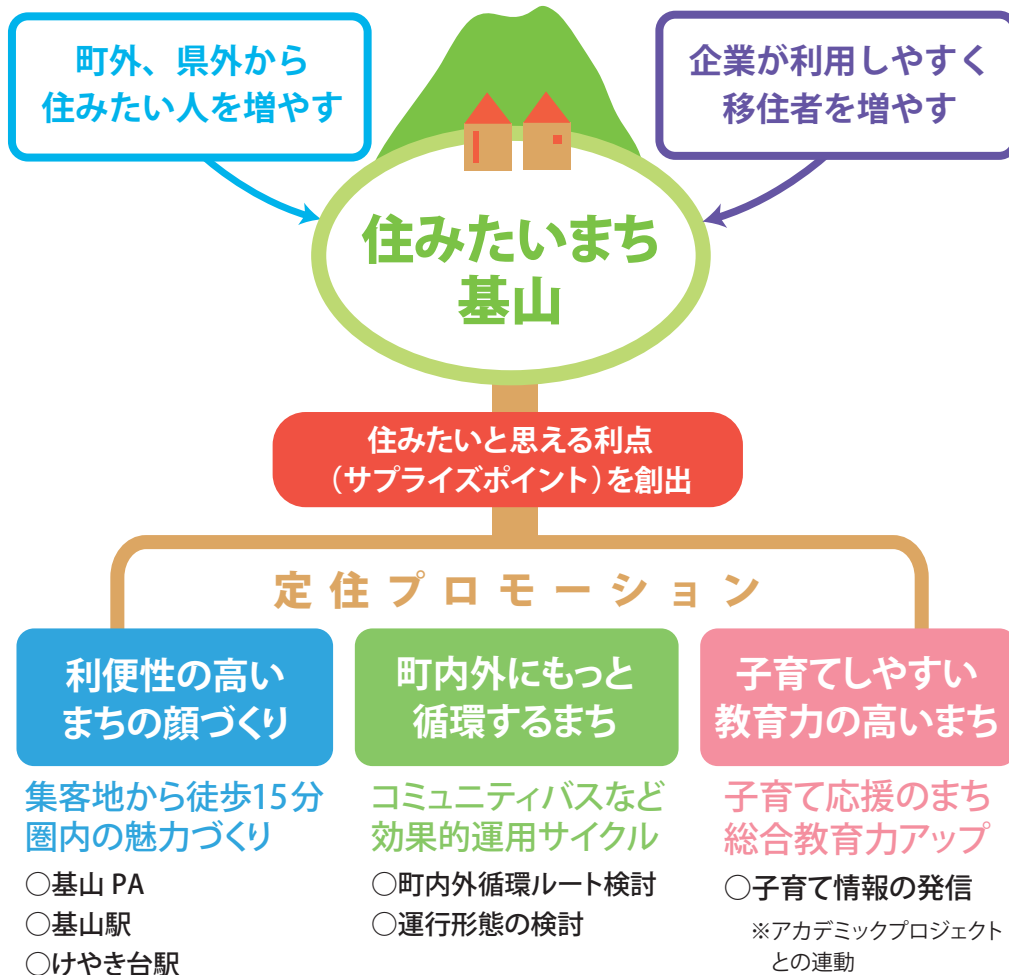 町外、県外から
住みたい人を増やす
企業が利用しやすく
移住者を増やす
住みたいまち
基山
住みたいと思える利点
（サプライズポイント）を創出
定住プロモーション
利便性の高い
まちの顔づくり
集客地から徒歩15分
圏内の魅力づくり
○基山 PA
○基山駅
○けやき台駅
町内外にもっと
循環するまち
コミュニティバスなど
効果的運用サイクル
○町内外循環ルート検討
○運行形態の検討
子育てしやすい
教育力の高いまち
子育て応援のまち
総合教育力アップ
○子育て情報の発信
※アカデミックプロジェクト
との連動